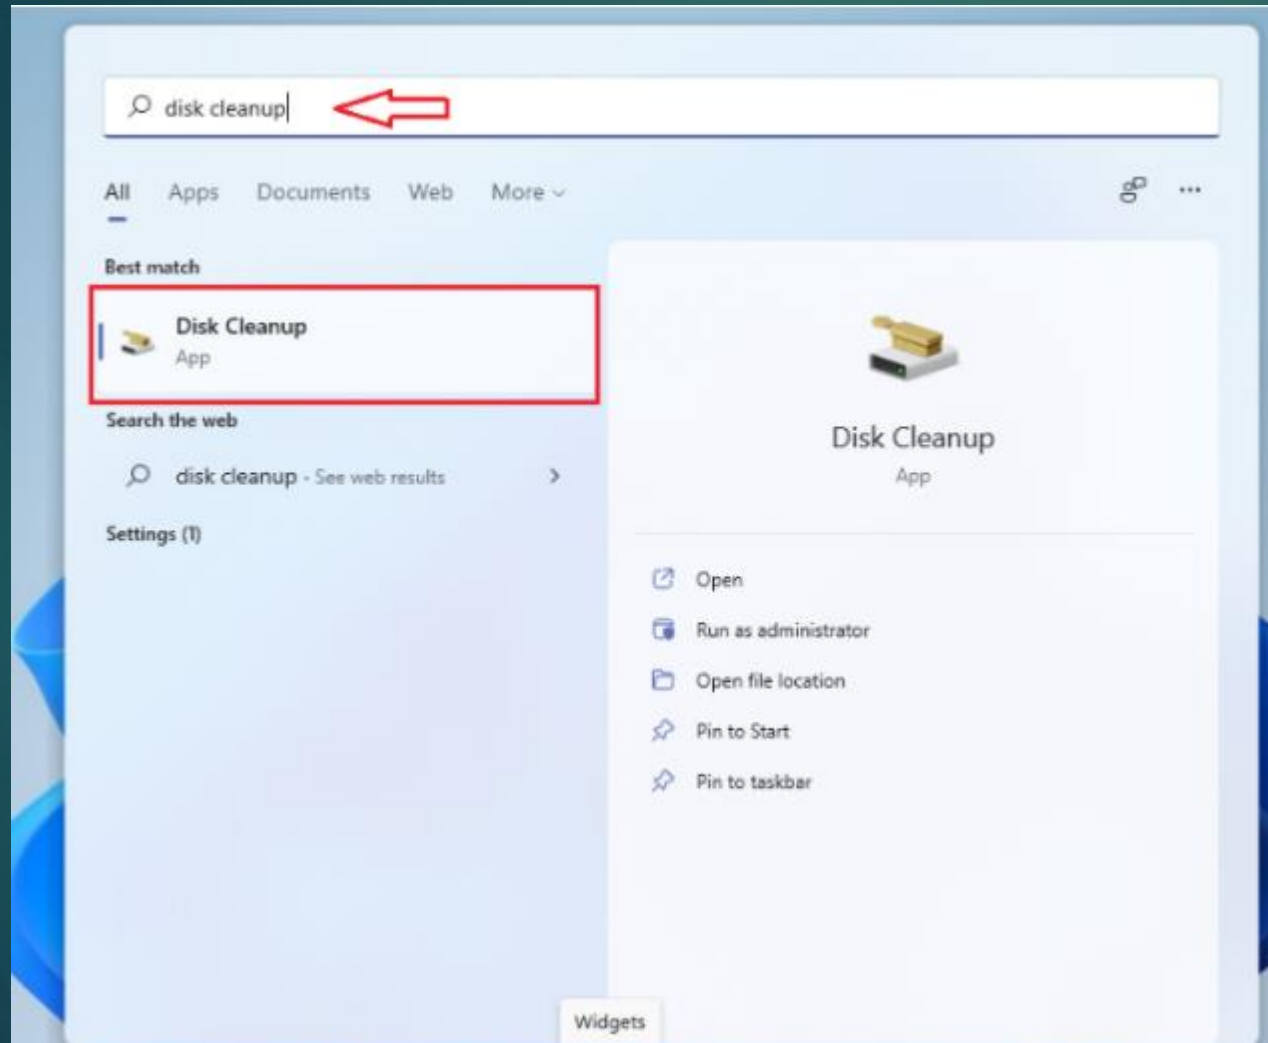 disk cleanup
All Apps Documents Web More
Best match
Disk Cleanup
App
Search the web
disk cleanup - See web results
Settings (1)
Disk Cleanup
App
Open
Run as administrator
Open file location
Pin to Start
Pin to taskbar
Widgets